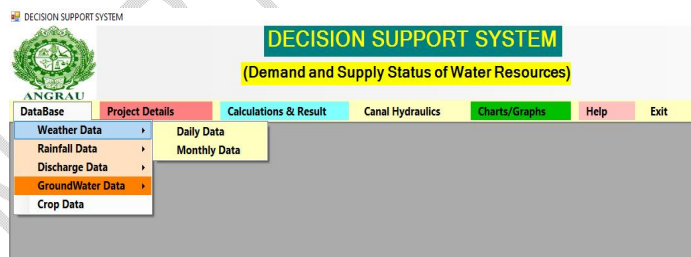 DECISION SUPPORT SYSTEM
DECISION SUPPORT SYSTEM
(Demand and Supply Status of Water Resources)
ANGRAU
DataBase Project Details Calculations & Result Canal Hydraulics Charts/Graphs Help Exit
Weather Data Daily Data
Rainfall Data Monthly Data
Discharge Data
GroundWater Data
Crop Data